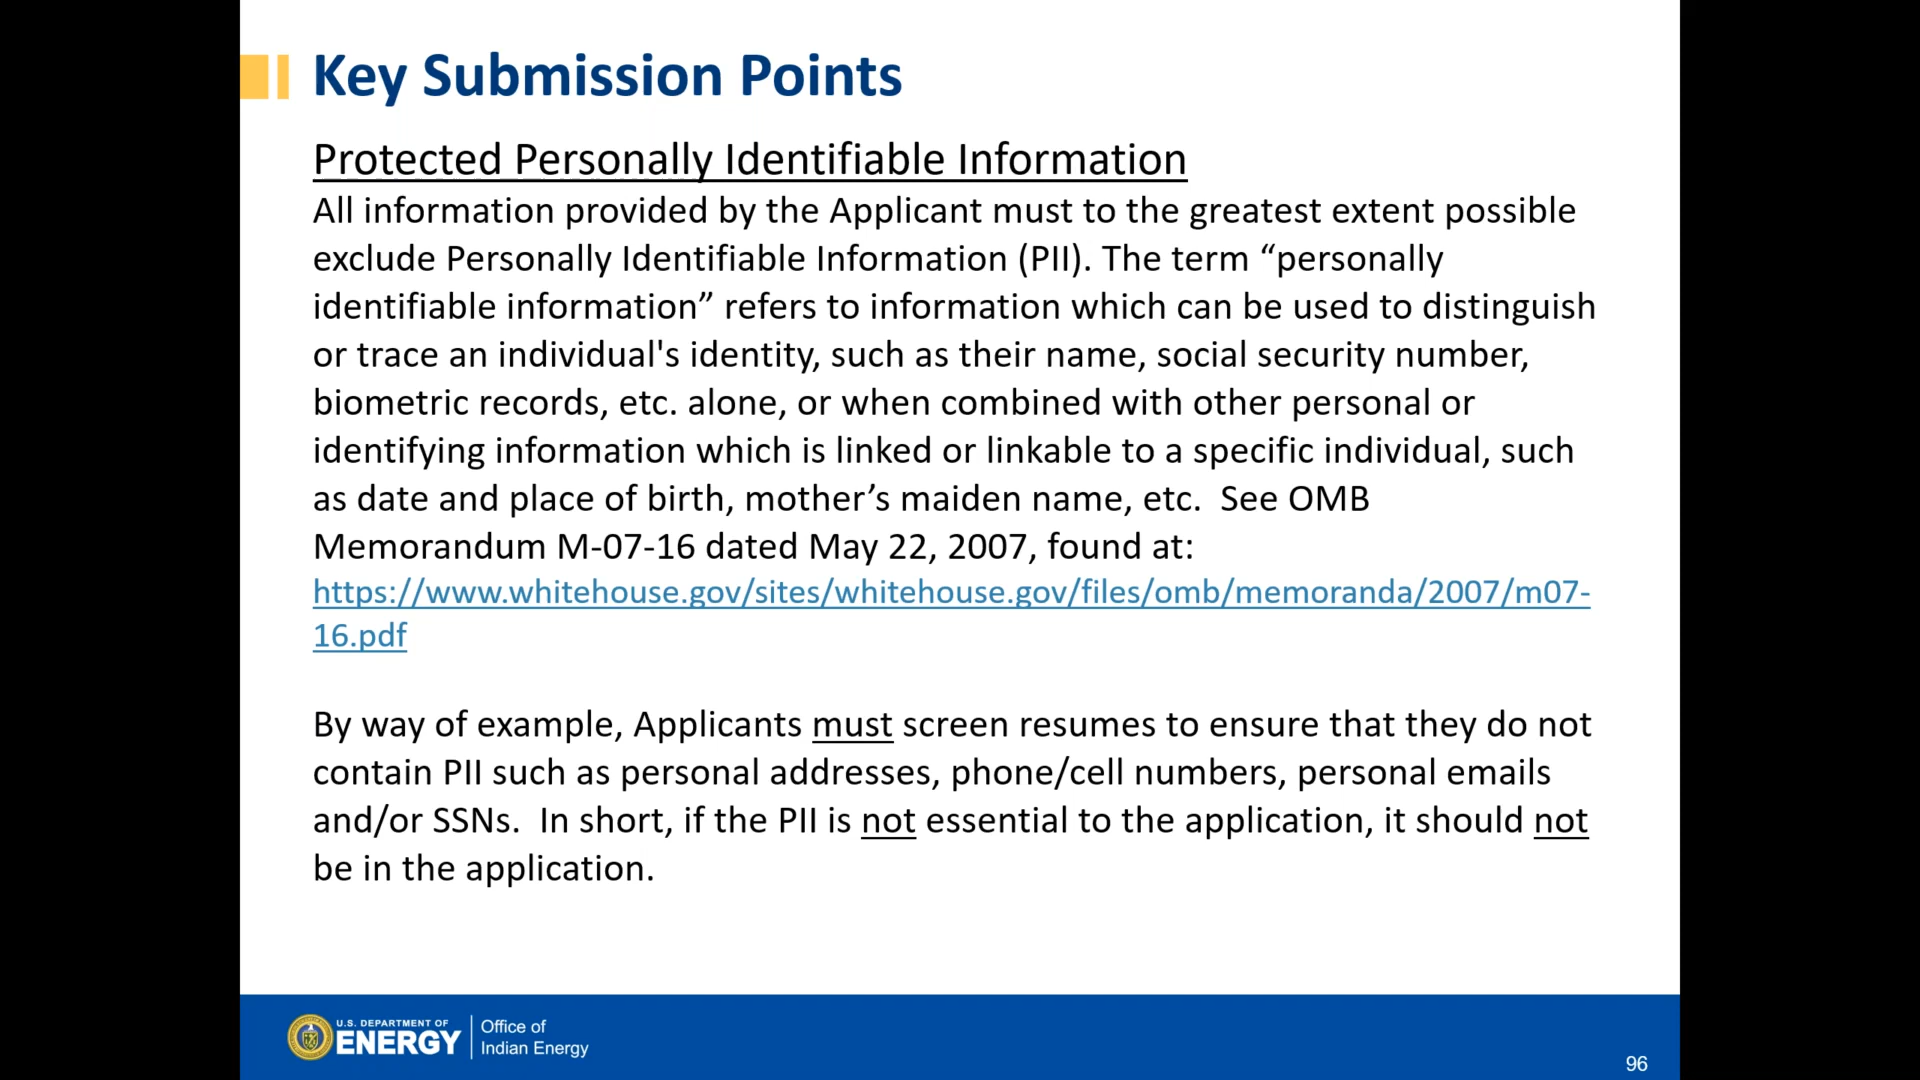 Key Submission Points
Protected Personally Identifiable Information
All information provided by the Applicant must to the greatest extent possible
exclude Personally Identifiable Information (PII). The term “personally
identifiable information” refers to information which can be used to distinguish
or trace an individual's identity, such as their name, social security number,
biometric records, etc. alone, or when combined with other personal or
identifying information which is linked or linkable to a specific individual, such
as date and place of birth, mother’s maiden name, etc.  See OMB
Memorandum M-07-16 dated May 22, 2007, found at:
https://www.whitehouse.gov/sites/whitehouse.gov/files/omb/memoranda/2007/m07-
16.pdf
By way of example, Applicants must screen resumes to ensure that they do not
contain PII such as personal addresses, phone/cell numbers, personal emails
and/or SSNs.  In short, if the PII is not essential to the application, it should not
be in the application.
U.S. DEPARTMENT OF
ENERGY
Office of
Indian Energy
96